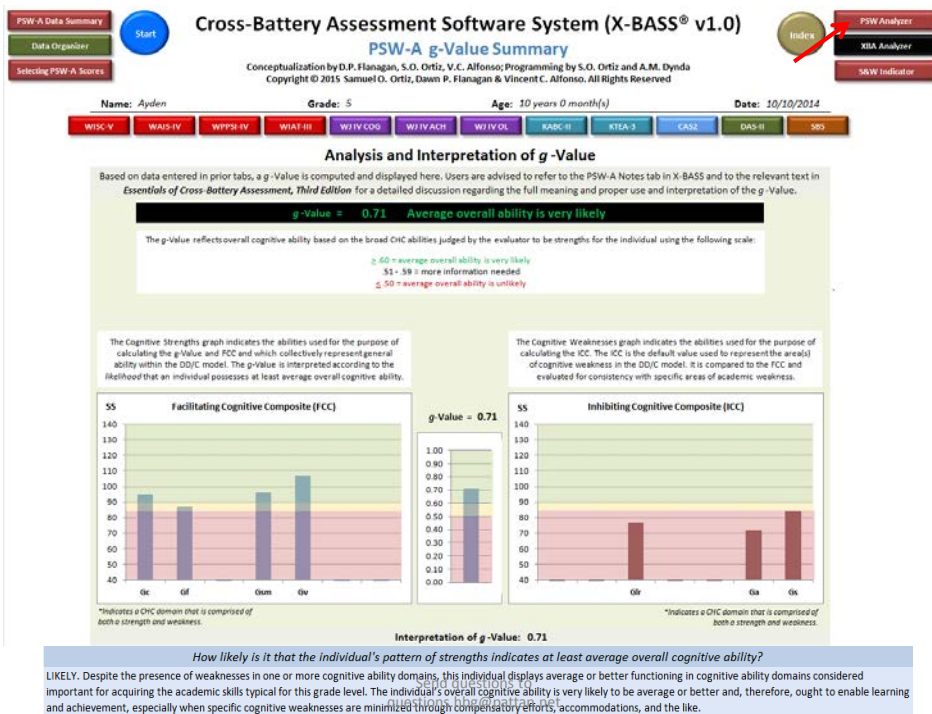 PSW-A Data Summary
Data Organizer
Selecting PSW-A Scores
Start
Cross-Battery Assessment Software System (X-BASS® v1.0)
PSW-A g-Value Summary
Conceptualization by D.P. Flanagan, S.O. Ortiz, V.C. Alfonso; Programming by S.O. Ortiz and A.M. Dynda
Copyright © 2015 Samuel O. Ortiz, Dawn P. Flanagan & Vincent C. Alfonso. All Rights Reserved
Index
PSW Analyzer
XBA Analyzer
S&W Indicator
Name: Ayden Grade: 5 Age: 10 years 0 month(s) Date: 10/10/2014
WISC-V WAIS-IV WPPSI-IV WIAT-III WJ IV COG WJ IV ACH WJ IV OL KABC-II KTEA-3 CAS2 DAS-II SB5
Analysis and Interpretation of g-Value
Based on data entered in prior tabs, a g-Value is computed and displayed here. Users are advised to refer to the PSW-A Notes tab in X-BASS and to the relevant text in
Essentials of Cross-Battery Assessment, Third Edition for a detailed discussion regarding the full meaning and proper use and interpretation of the g-Value.
g-Value = 0.71 Average overall ability is very likely
The g-Value reflects overall cognitive ability based on the broad CHC abilities judged by the evaluator to be strengths for the individual using the following scale:
≥ .60 = average overall ability is very likely
.51 - .59 = more information needed
≤ .50 = average overall ability is unlikely
The Cognitive Strengths graph indicates the abilities used for the purpose of
calculating the g-Value and FCC and which collectively represent general
ability within the DD/C model. The g-Value is interpreted according to the
likelihood that an individual possesses at least average overall cognitive ability.
The Cognitive Weaknesses graph indicates the abilities used for the purpose of
calculating the ICC. The ICC is the default value used to represent the area(s)
of cognitive weakness in the DD/C model. It is compared to the FCC and
evaluated for consistency with specific areas of academic weakness.
SS Facilitating Cognitive Composite (FCC)
140
130
120
110
100
90
80
70
60
50
40
Gc Gf Gsm Gv
*Indicates a CHC domain that is comprised of
both a strength and weakness.
g-Value = 0.71
1.00
0.90
0.80
0.70
0.60
0.50
0.40
0.30
0.20
0.10
0.00
SS Inhibiting Cognitive Composite (ICC)
140
130
120
110
100
90
80
70
60
50
40
Glr Ga Gs
*Indicates a CHC domain that is comprised of
both a strength and weakness.
Interpretation of g-Value: 0.71
How likely is it that the individual's pattern of strengths indicates at least average overall cognitive ability?
LIKELY. Despite the presence of weaknesses in one or more cognitive ability domains, this individual displays average or better functioning in cognitive ability domains considered
important for acquiring the academic skills typical for this grade level. The individual's overall cognitive ability is very likely to be average or better and, therefore, ought to enable learning
and achievement, especially when specific cognitive weaknesses are minimized through compensatory efforts, accommodations, and the like.
Send questions to
questions.bbg@pattan.net